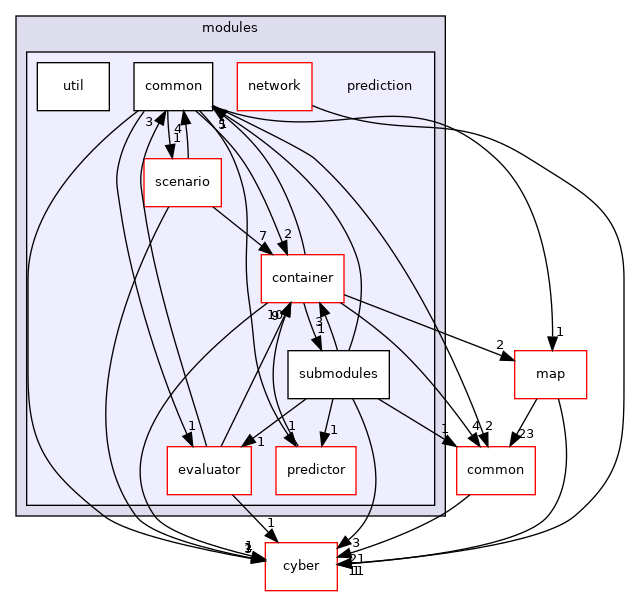 modules
util
common
network
prediction
3
4
1
5
1
scenario
7
2
container
10
9
3
1
1
2
submodules
map
1
1
1
1
4
2
23
evaluator
predictor
common
1
cyber
3
21
11